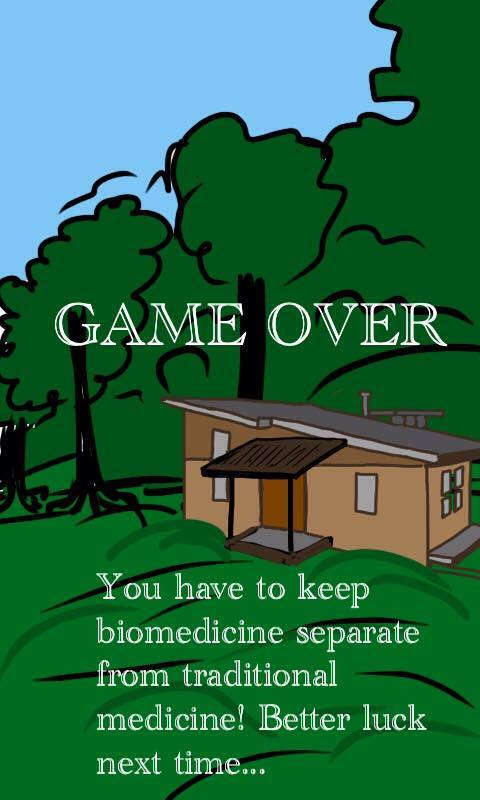 GAME OVER
You have to keep
biomedicine separate
from traditional
medicine! Better luck
next time...